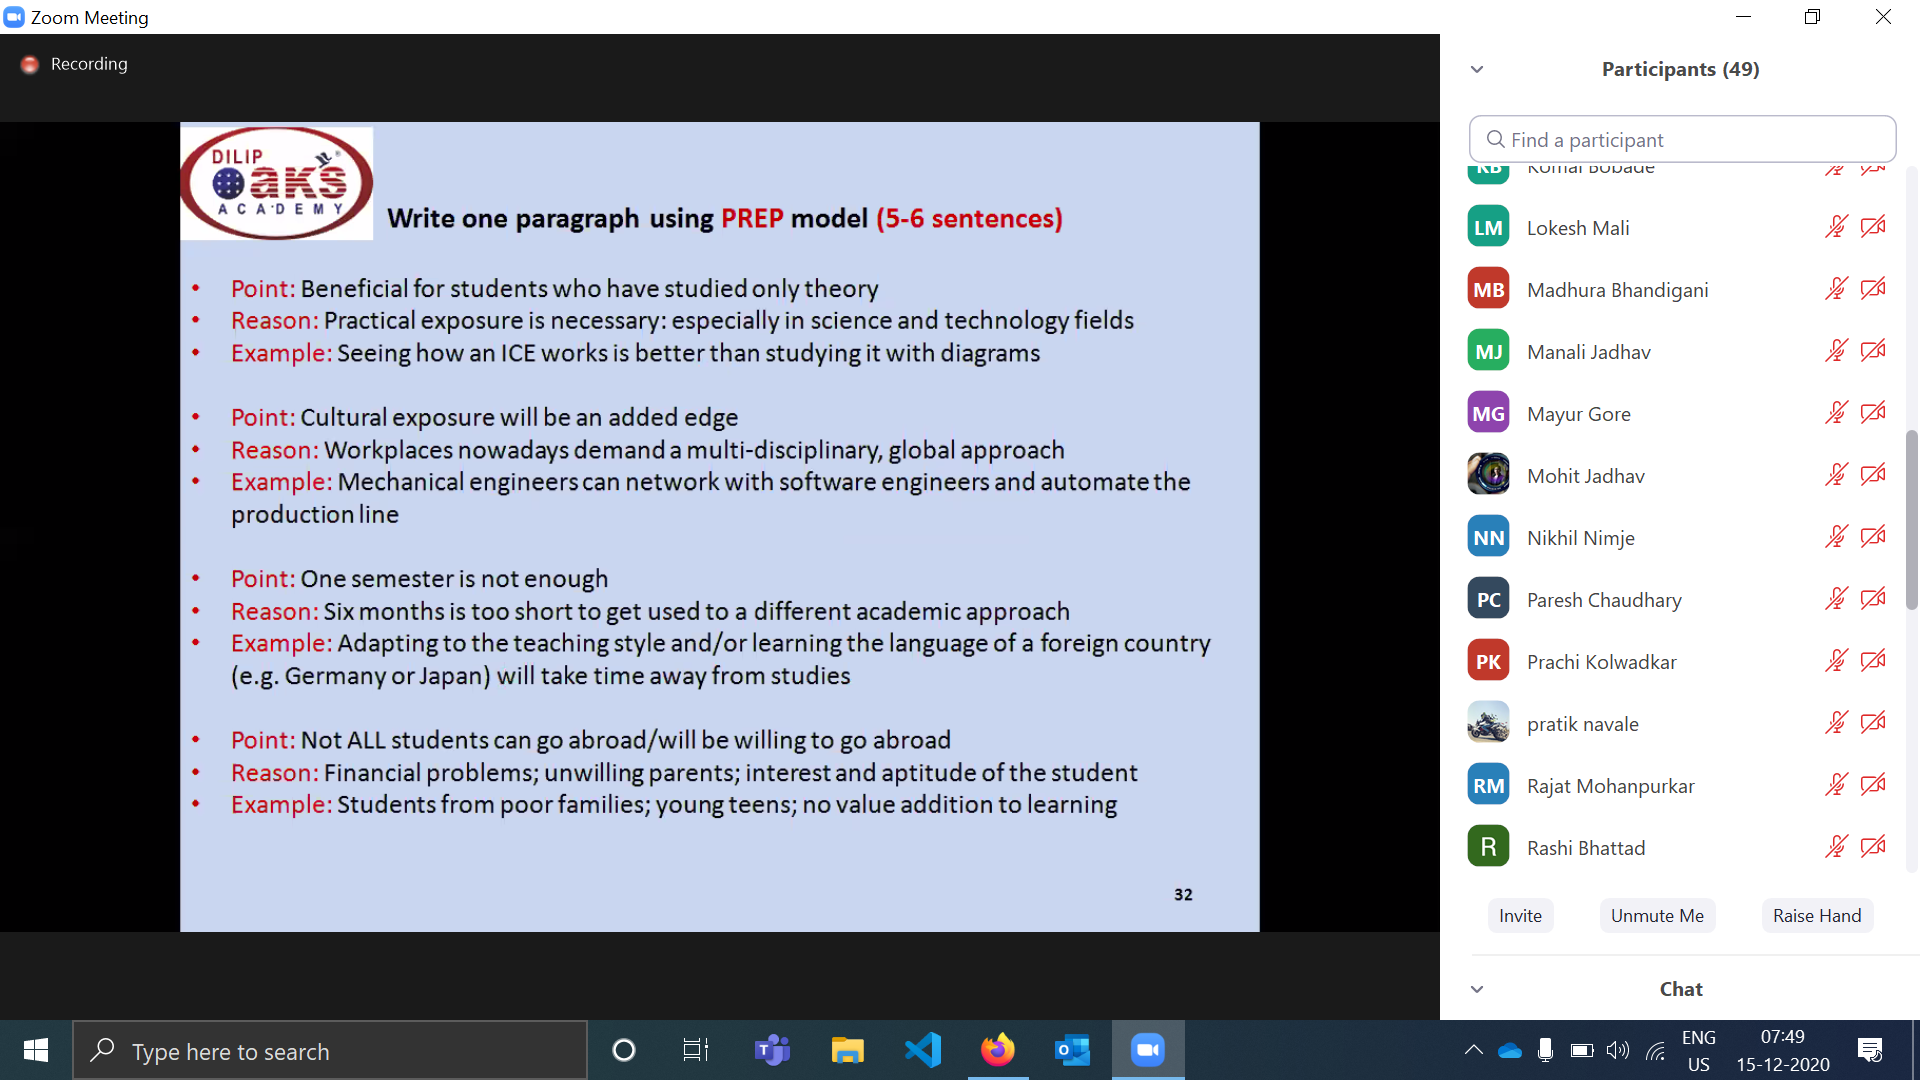 Zoom Meeting
Recording
DILIP
Oaks
ACADEMY
Write one paragraph using PREP model (5-6 sentences)
• Point: Beneficial for students who have studied only theory
• Reason: Practical exposure is necessary: especially in science and technology fields
• Example: Seeing how an ICE works is better than studying it with diagrams
• Point: Cultural exposure will be an added edge
• Reason: Workplaces nowadays demand a multi-disciplinary, global approach
• Example: Mechanical engineers can network with software engineers and automate the
production line
• Point: One semester is not enough
• Reason: Six months is too short to get used to a different academic approach
• Example: Adapting to the teaching style and/or learning the language of a foreign country
(e.g. Germany or Japan) will take time away from studies
• Point: Not ALL students can go abroad/will be willing to go abroad
• Reason: Financial problems; unwilling parents; interest and aptitude of the student
• Example: Students from poor families; young teens; no value addition to learning
32
Participants (49)
Find a participant
KB Komal Bobade
LM Lokesh Mali
MB Madhura Bhandigani
MJ Manali Jadhav
MG Mayur Gore
Mohit Jadhav
NN Nikhil Nimje
PC Paresh Chaudhary
PK Prachi Kolwadkar
pratik navale
RM Rajat Mohanpurkar
R Rashi Bhattad
Invite Unmute Me Raise Hand
Chat
Type here to search
ENG
US
07:49
15-12-2020